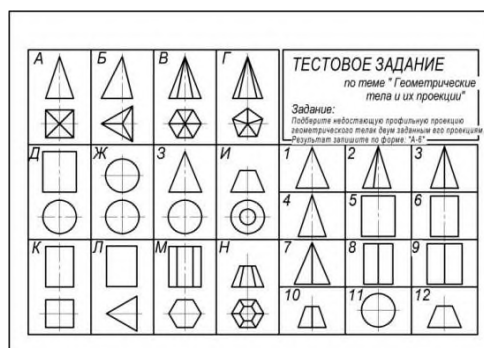 А Б В Г
ТЕСТОВОЕ ЗАДАНИЕ
по теме " Геометрические
тела и их проекции"
Задание:
Подберите недостающую профильную проекцию
геометрического телак двум заданным его проекциям.
Результат запишите по форме: "А-6"
Д Ж З И 1 2 3
4 5 6
К Л М Н 7 8 9
10 11 12